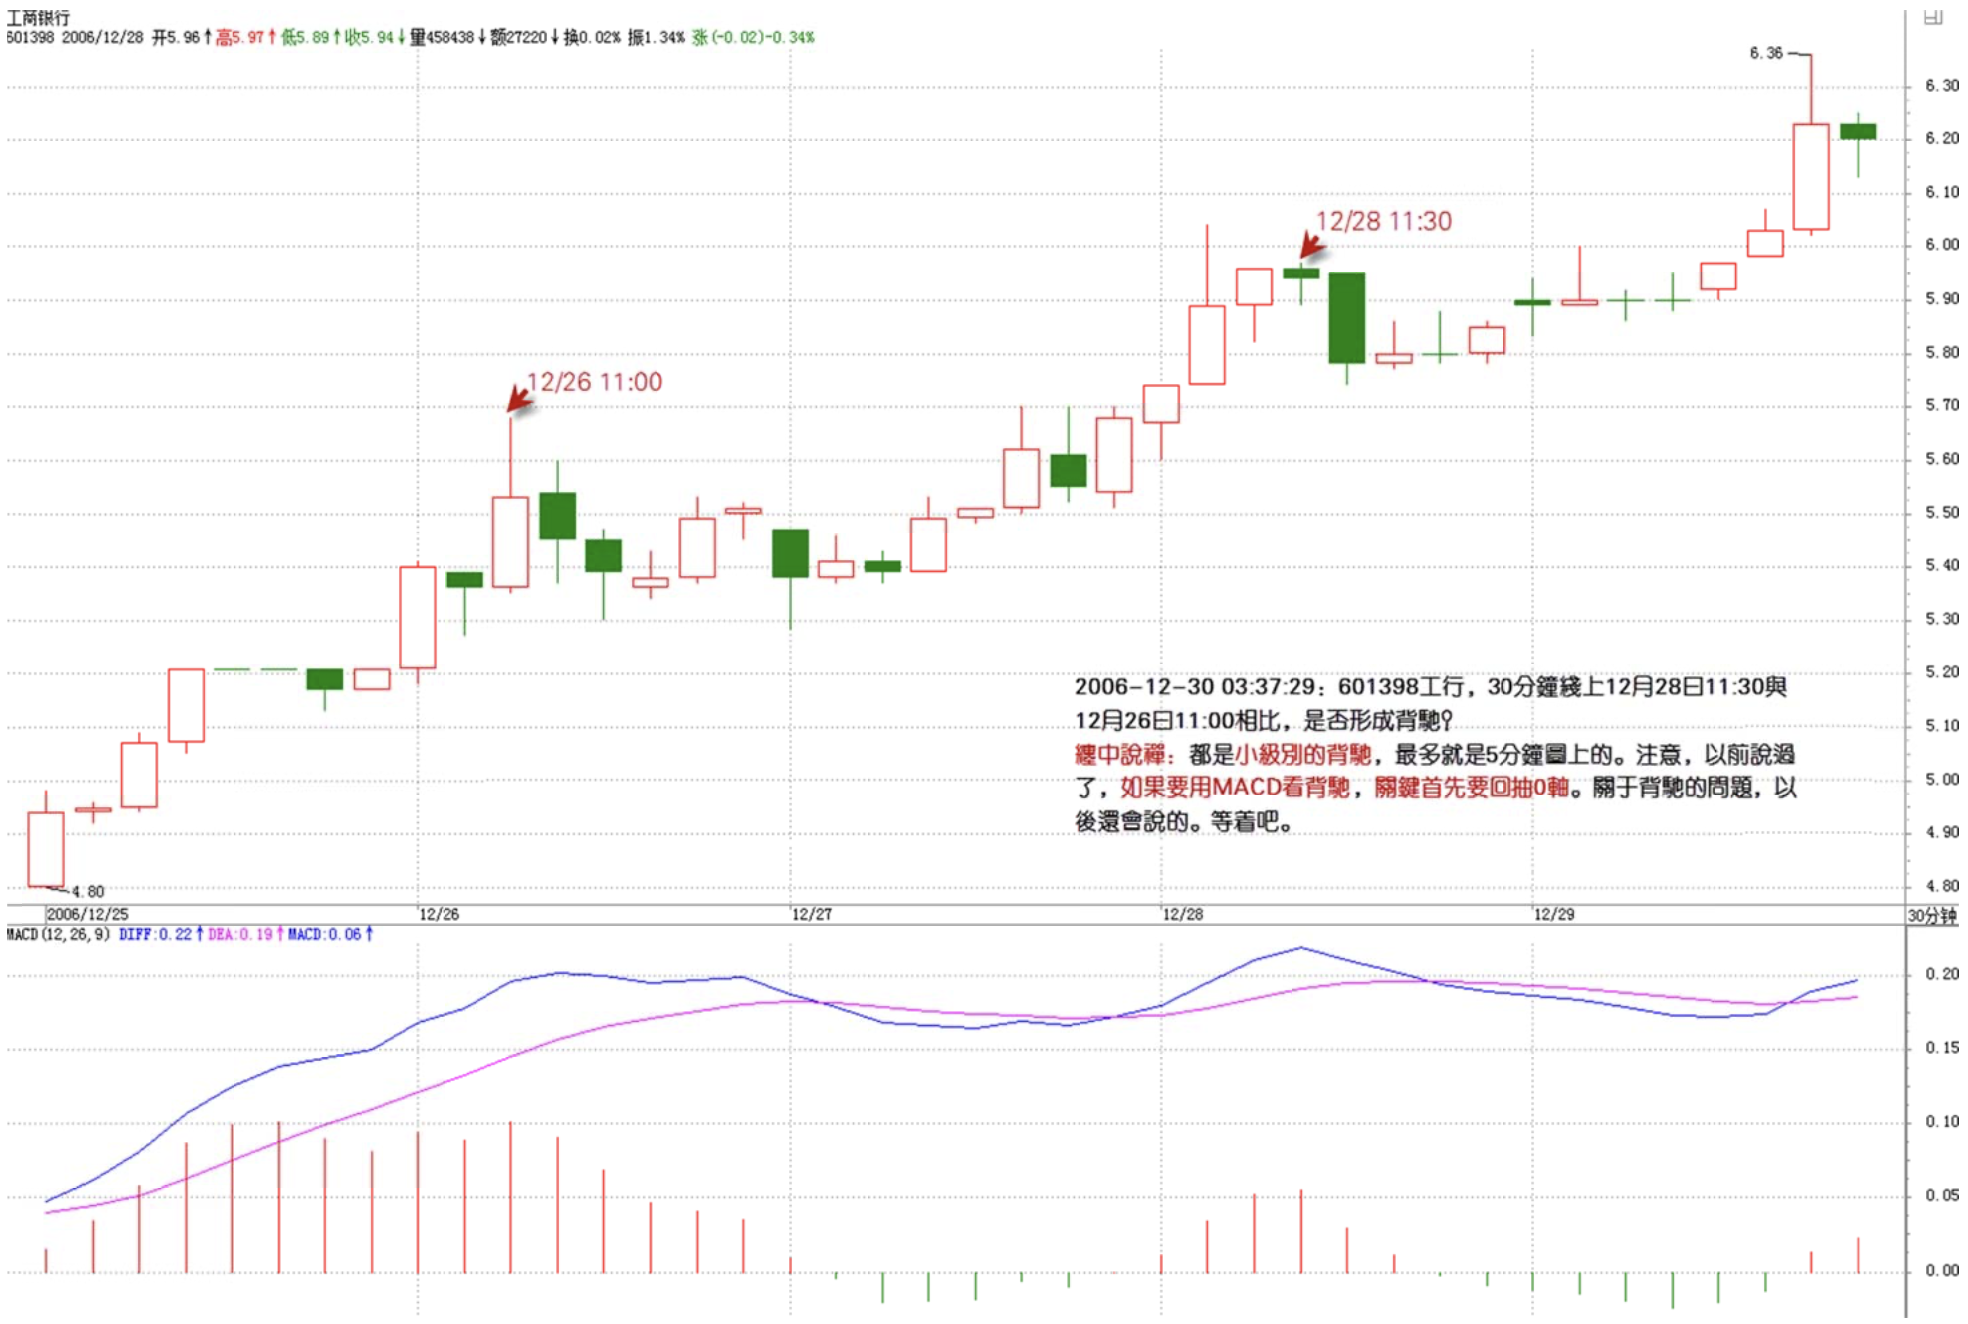 工商银行
601398 2006/12/28 开5.96↑高5.97↑低5.89↑收5.94↓量458438↓额27220↓换0.02% 振1.34% 涨(-0.02)-0.34%
6.36
6.30
6.20
6.10
12/28 11:30
6.00
5.90
5.80
12/26 11:00
5.70
5.60
5.50
5.40
5.30
5.20
2006-12-30 03:37:29：601398工行，30分鐘綫上12月28日11:30與
12月26日11:00相比，是否形成背馳？
5.10
纏中說禪：都是小級別的背馳，最多就是5分鐘圖上的。注意，以前說過
5.00
了，如果要用MACD看背馳，關鍵首先要回抽0軸。關于背馳的問題，以
後還會說的。等着吧。
4.90
4.80
4.80
2006/12/25 12/26 12/27 12/28 12/29 30分钟
MACD(12,26,9) DIFF:0.22↑ DEA:0.19↑ MACD:0.06↑
0.20
0.15
0.10
0.05
0.00